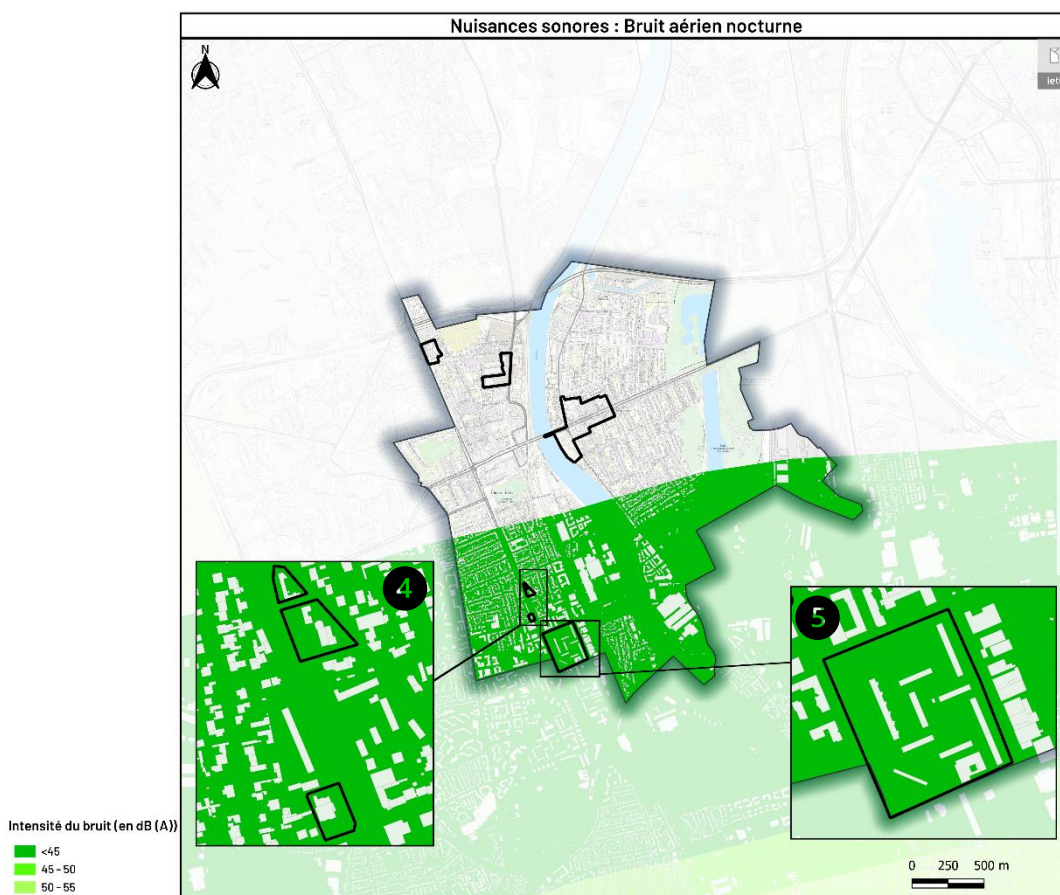 Nuisances sonores : Bruit aérien nocturne
N
4
5
Intensité du bruit (en dB (A))
<45
45 - 50
50 - 55
0 250 500 m